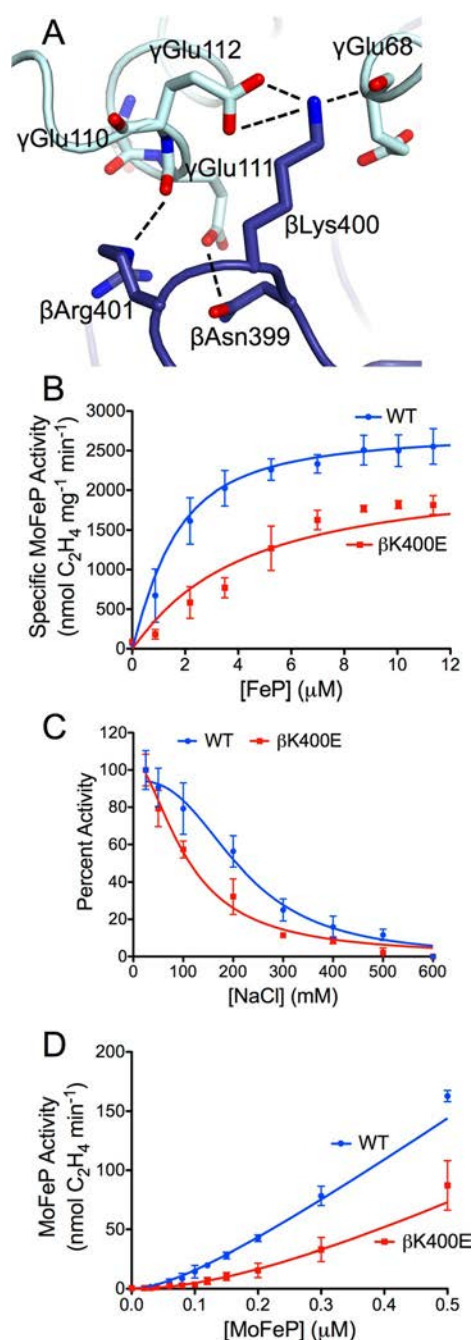 A
γGlu112
γGlu68
γGlu110
γGlu111
βLys400
βArg401
βAsn399
B
Specific MoFeP Activity
(nmol C₂H₄ mg⁻¹ min⁻¹)
3000
2500
2000
1500
1000
500
0
WT
βK400E
0 2 4 6 8 10 12
[FeP] (μM)
C
WT βK400E
Percent Activity
120
100
80
60
40
20
0
100 200 300 400 500 600
[NaCl] (mM)
D
MoFeP Activity
(nmol C₂H₄ min⁻¹)
200
150
100
50
0
WT
βK400E
0.0 0.1 0.2 0.3 0.4 0.5
[MoFeP] (μM)